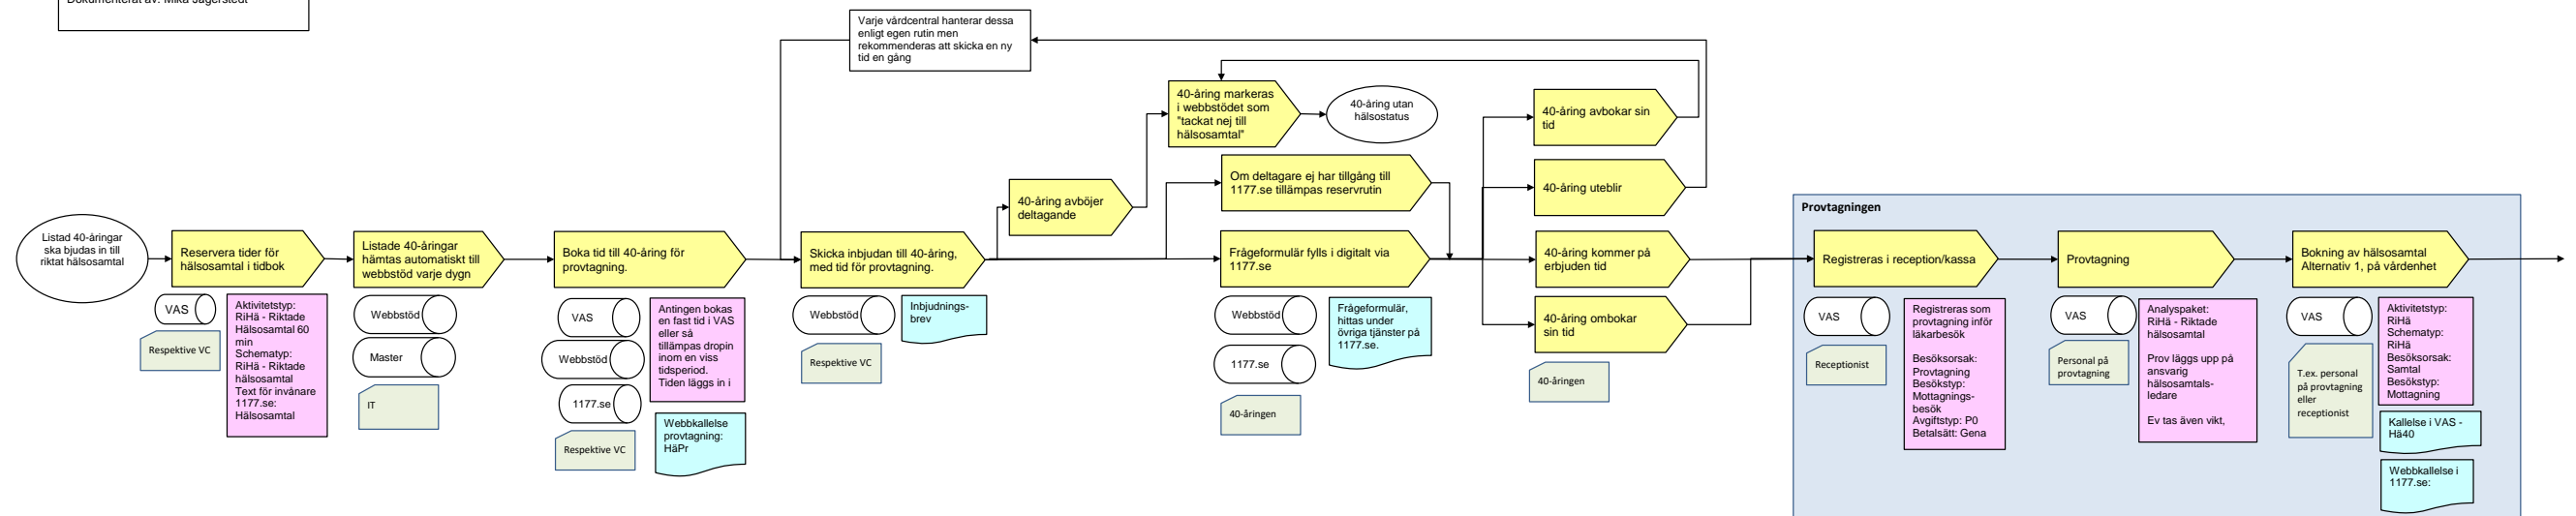 Dokumenterat av: Mika Jägerstedt
Varje vårdcentral hanterar dessa
enligt egen rutin men
rekommenderas att skicka en ny
tid en gång
40-åring markeras
i webbstödet som
"tackat nej till
hälsosamtal"
40-åring utan
hälsostatus
40-åring avbokar sin
tid
Om deltagare ej har tillgång till
1177.se tillämpas reservrutin
40-åring uteblir
40-åring avböjer
deltagande
Listad 40-åringar
ska bjudas in till
riktat hälsosamtal
Reservera tider för
hälsosamtal i tidbok
Listade 40-åringar
hämtas automatiskt till
webbstöd varje dygn
Boka tid till 40-åring för
provtagning.
Skicka inbjudan till 40-åring,
med tid för provtagning.
Frågeformulär fylls i digitalt via
1177.se
40-åring kommer på
erbjuden tid
40-åring ombokar
sin tid
Provtagningen
Registreras i reception/kassa
Provtagning
Bokning av hälsosamtal
Alternativ 1, på vårdenhet
VAS
Respektive VC
Aktivitetstyp:
RiHä - Riktade
Hälsosamtal 60
min
Schematyp:
RiHä - Riktade
hälsosamtal
Text för invånare
1177.se:
Hälsosamtal
Webbstöd
Master
IT
VAS
Webbstöd
1177.se
Respektive VC
Antingen bokas
en fast tid i VAS
eller så
tillämpas dropin
inom en viss
tidsperiod.
Tiden läggs in i
Webbkallelse
provtagning:
HäPr
Webbstöd
Respektive VC
Inbjudnings-
brev
Webbstöd
1177.se
40-åringen
Frågeformulär,
hittas under
övriga tjänster på
1177.se.
40-åringen
VAS
Receptionist
Registreras som
provtagning inför
läkarbesök
Besöksorsak:
Provtagning
Besökstyp:
Mottagnings-
besök
Avgiftstyp: P0
Betalsätt: Gena
VAS
Personal på
provtagning
Analyspaket:
RiHä - Riktade
hälsosamtal
Prov läggs upp på
ansvarig
hälsosamtals-
ledare
Ev tas även vikt,
VAS
T.ex. personal
på provtagning
eller
receptionist
Aktivitetstyp:
RiHä
Schematyp:
RiHä
Besöksorsak:
Samtal
Besökstyp:
Mottagning
Kallelse i VAS -
Hä40
Webbkallelse i
1177.se: